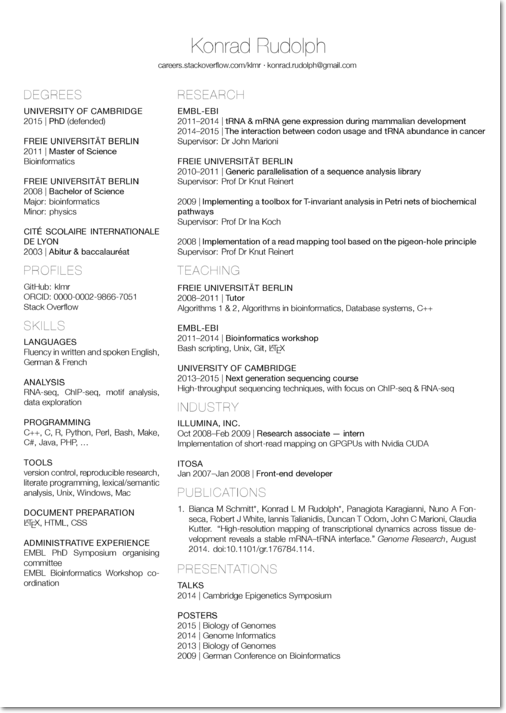 Konrad Rudolph
careers.stackoverflow.com/klmr · konrad.rudolph@gmail.com
DEGREES
UNIVERSITY OF CAMBRIDGE
2015 | PhD (defended)
FREIE UNIVERSITÄT BERLIN
2011 | Master of Science
Bioinformatics
FREIE UNIVERSITÄT BERLIN
2008 | Bachelor of Science
Major: bioinformatics
Minor: physics
CITÉ SCOLAIRE INTERNATIONALE
DE LYON
2003 | Abitur & baccalauréat
PROFILES
GitHub: klmr
ORCID: 0000-0002-9866-7051
Stack Overflow
SKILLS
LANGUAGES
Fluency in written and spoken English,
German & French
ANALYSIS
RNA-seq, ChIP-seq, motif analysis,
data exploration
PROGRAMMING
C++, C, R, Python, Perl, Bash, Make,
C#, Java, PHP, …
TOOLS
version control, reproducible research,
literate programming, lexical/semantic
analysis, Unix, Windows, Mac
DOCUMENT PREPARATION
LATEX, HTML, CSS
ADMINISTRATIVE EXPERIENCE
EMBL PhD Symposium organising
committee
EMBL Bioinformatics Workshop co-
ordination
RESEARCH
EMBL-EBI
2011–2014 | tRNA & mRNA gene expression during mammalian development
2014–2015 | The interaction between codon usage and tRNA abundance in cancer
Supervisor: Dr John Marioni
FREIE UNIVERSITÄT BERLIN
2010–2011 | Generic parallelisation of a sequence analysis library
Supervisor: Prof Dr Knut Reinert
2009 | Implementing a toolbox for T-invariant analysis in Petri nets of biochemical
pathways
Supervisor: Prof Dr Ina Koch
2008 | Implementation of a read mapping tool based on the pigeon-hole principle
Supervisor: Prof Dr Knut Reinert
TEACHING
FREIE UNIVERSITÄT BERLIN
2008–2011 | Tutor
Algorithms 1 & 2, Algorithms in bioinformatics, Database systems, C++
EMBL-EBI
2011–2014 | Bioinformatics workshop
Bash scripting, Unix, Git, LATEX
UNIVERSITY OF CAMBRIDGE
2013–2015 | Next generation sequencing course
High-throughput sequencing techniques, with focus on ChIP-seq & RNA-seq
INDUSTRY
ILLUMINA, INC.
Oct 2008–Feb 2009 | Research associate — intern
Implementation of short-read mapping on GPGPUs with Nvidia CUDA
ITOSA
Jan 2007–Jan 2008 | Front-end developer
PUBLICATIONS
1. Bianca M Schmitt*, Konrad L M Rudolph*, Panagiota Karagianni, Nuno A Fon-
seca, Robert J White, Iannis Talianidis, Duncan T Odom, John C Marioni, Claudia
Kutter. “High-resolution mapping of transcriptional dynamics across tissue de-
velopment reveals a stable mRNA–tRNA interface.” Genome Research, August
2014. doi:10.1101/gr.176784.114.
PRESENTATIONS
TALKS
2014 | Cambridge Epigenetics Symposium
POSTERS
2015 | Biology of Genomes
2014 | Genome Informatics
2013 | Biology of Genomes
2009 | German Conference on Bioinformatics